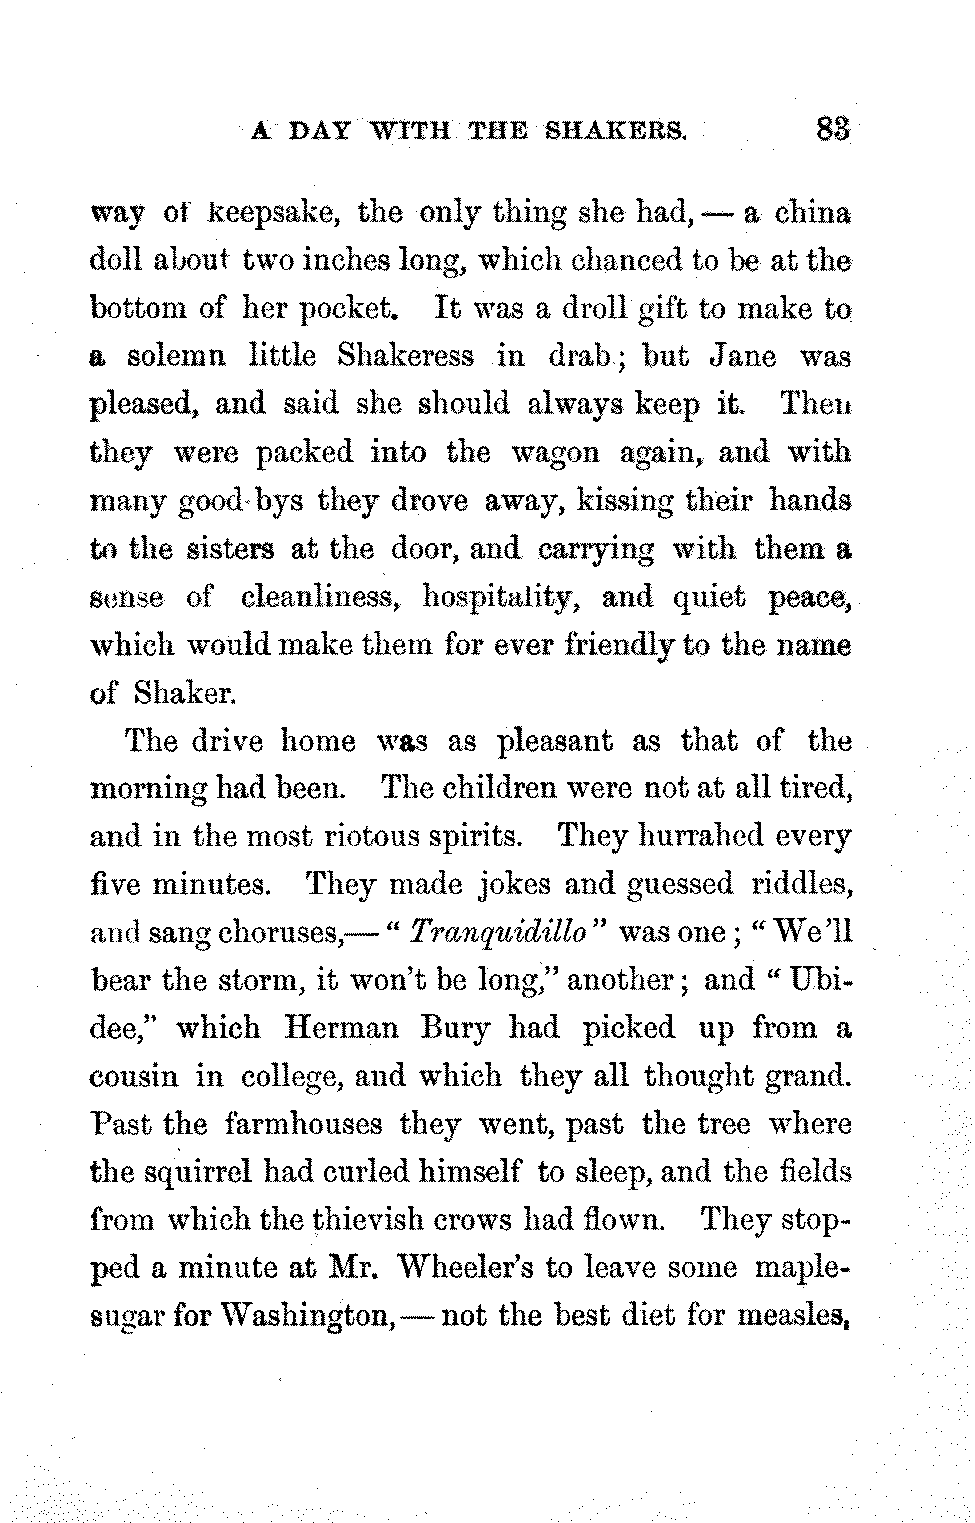 A DAY WITH THE SHAKERS. 83
way of keepsake, the only thing she had, — a china
doll about two inches long, which chanced to be at the
bottom of her pocket. It was a droll gift to make to
a solemn little Shakeress in drab; but Jane was
pleased, and said she should always keep it. Then
they were packed into the wagon again, and with
many good-bys they drove away, kissing their hands
to the sisters at the door, and carrying with them a
sense of cleanliness, hospitality, and quiet peace,
which would make them for ever friendly to the name
of Shaker.
The drive home was as pleasant as that of the
morning had been. The children were not at all tired,
and in the most riotous spirits. They hurrahed every
five minutes. They made jokes and guessed riddles,
and sang choruses,— “ Tranquidillo ” was one ; “ We’ll
bear the storm, it won’t be long,” another ; and “ Ubi-
dee,” which Herman Bury had picked up from a
cousin in college, and which they all thought grand.
Past the farmhouses they went, past the tree where
the squirrel had curled himself to sleep, and the fields
from which the thievish crows had flown. They stop-
ped a minute at Mr. Wheeler’s to leave some maple-
sugar for Washington, — not the best diet for measles,